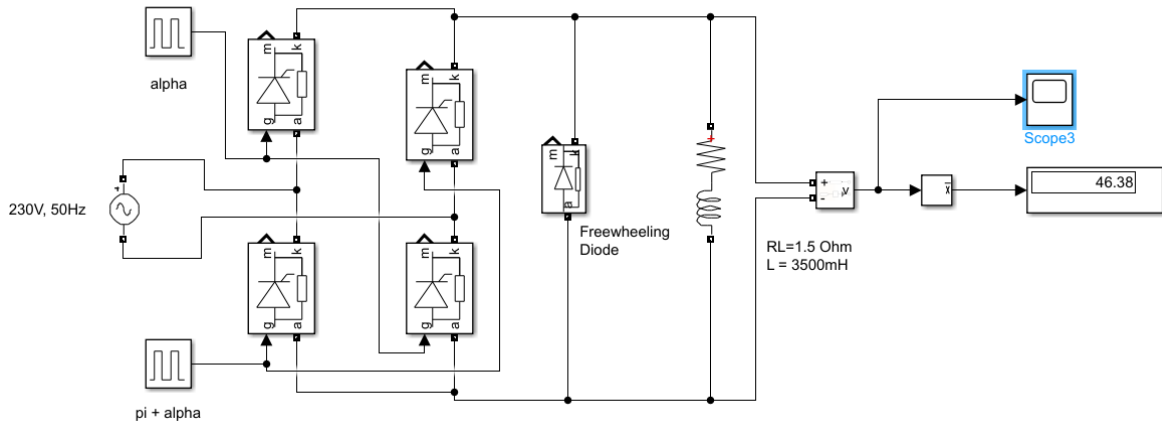 alpha
m
k
g
a
m
k
g
a
230V, 50Hz
m
k
g
a
m
k
g
a
pi + alpha
m
k
a
Freewheeling
Diode
+
RL=1.5 Ohm
L = 3500mH
+
-
v
Scope3
x
46.38